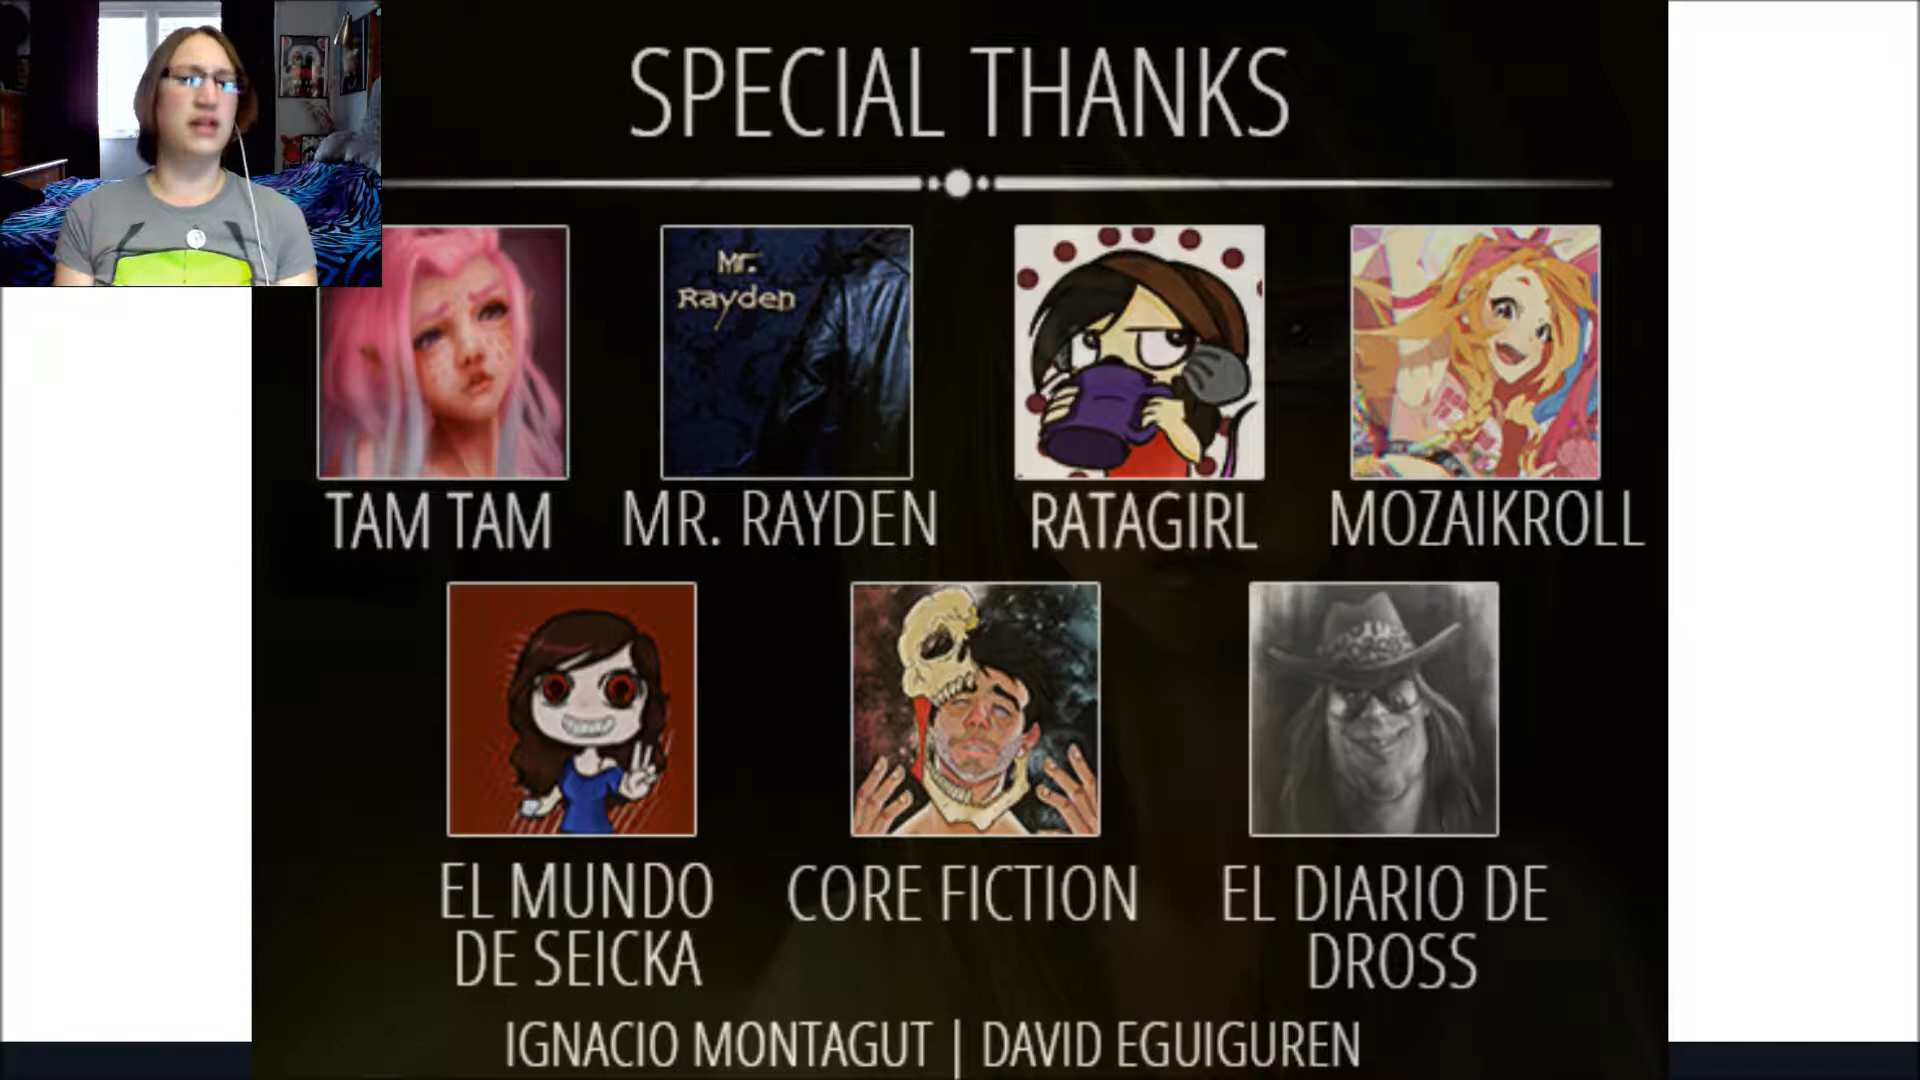 SPECIAL THANKS
Mr.
Rayden
TAM TAM
MR. RAYDEN
RATAGIRL
MOZAIKROLL
EL MUNDO
DE SEICKA
CORE FICTION
EL DIARIO DE
DROSS
IGNACIO MONTAGUT | DAVID EGUIGUREN